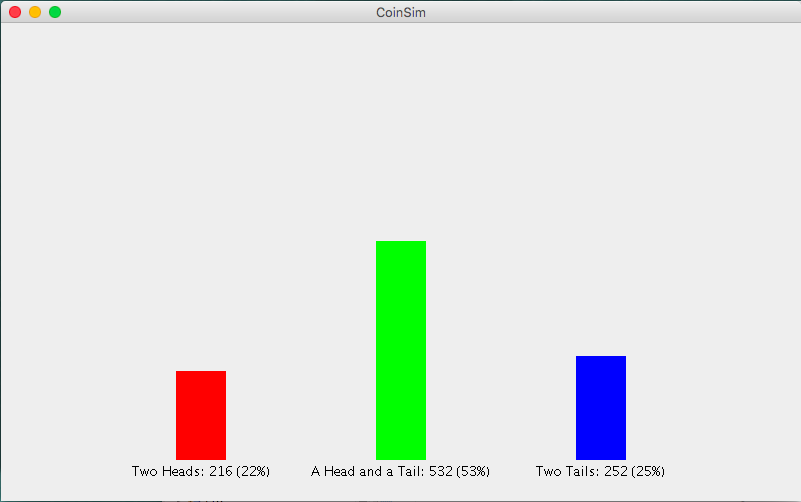 CoinSim
Two Heads: 216 (22%)
A Head and a Tail: 532 (53%)
Two Tails: 252 (25%)